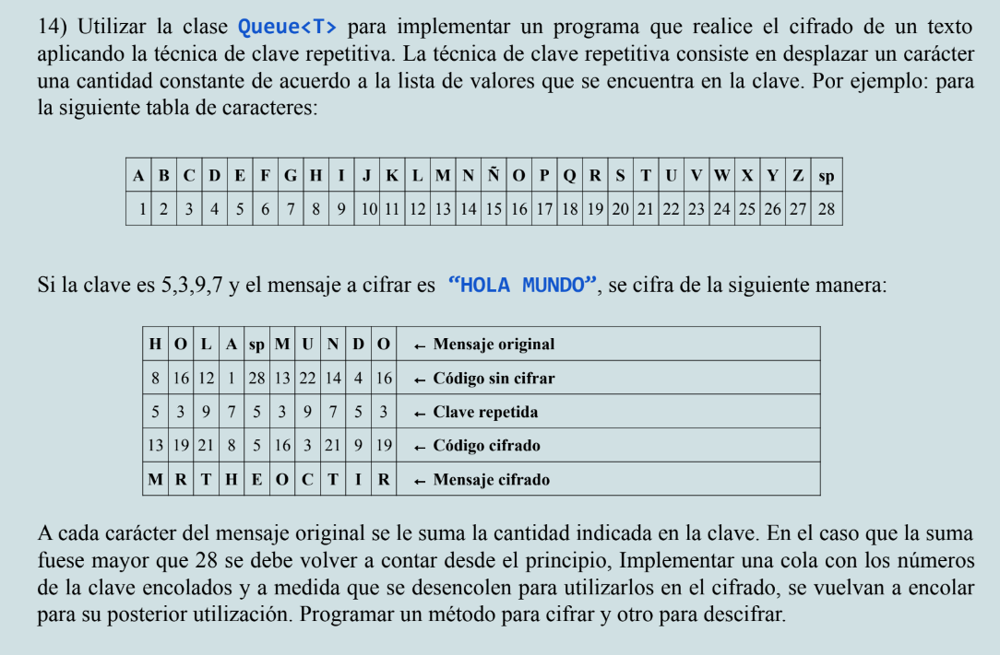 14) Utilizar la clase Queue<T> para implementar un programa que realice el cifrado de un texto
aplicando la técnica de clave repetitiva. La técnica de clave repetitiva consiste en desplazar un carácter
una cantidad constante de acuerdo a la lista de valores que se encuentra en la clave. Por ejemplo: para
la siguiente tabla de caracteres:
A B C D E F G H I J K L M N Ñ O P Q R S T U V W X Y Z sp
1 2 3 4 5 6 7 8 9 10 11 12 13 14 15 16 17 18 19 20 21 22 23 24 25 26 27 28
Si la clave es 5,3,9,7 y el mensaje a cifrar es “HOLA MUNDO”, se cifra de la siguiente manera:
H O L A sp M U N D O ← Mensaje original
8 16 12 1 28 13 22 14 4 16 ← Código sin cifrar
5 3 9 7 5 3 9 7 5 3 ← Clave repetida
13 19 21 8 5 16 3 21 9 19 ← Código cifrado
M R T H E O C T I R ← Mensaje cifrado
A cada carácter del mensaje original se le suma la cantidad indicada en la clave. En el caso que la suma
fuese mayor que 28 se debe volver a contar desde el principio, Implementar una cola con los números
de la clave encolados y a medida que se desencolen para utilizarlos en el cifrado, se vuelvan a encolar
para su posterior utilización. Programar un método para cifrar y otro para descifrar.